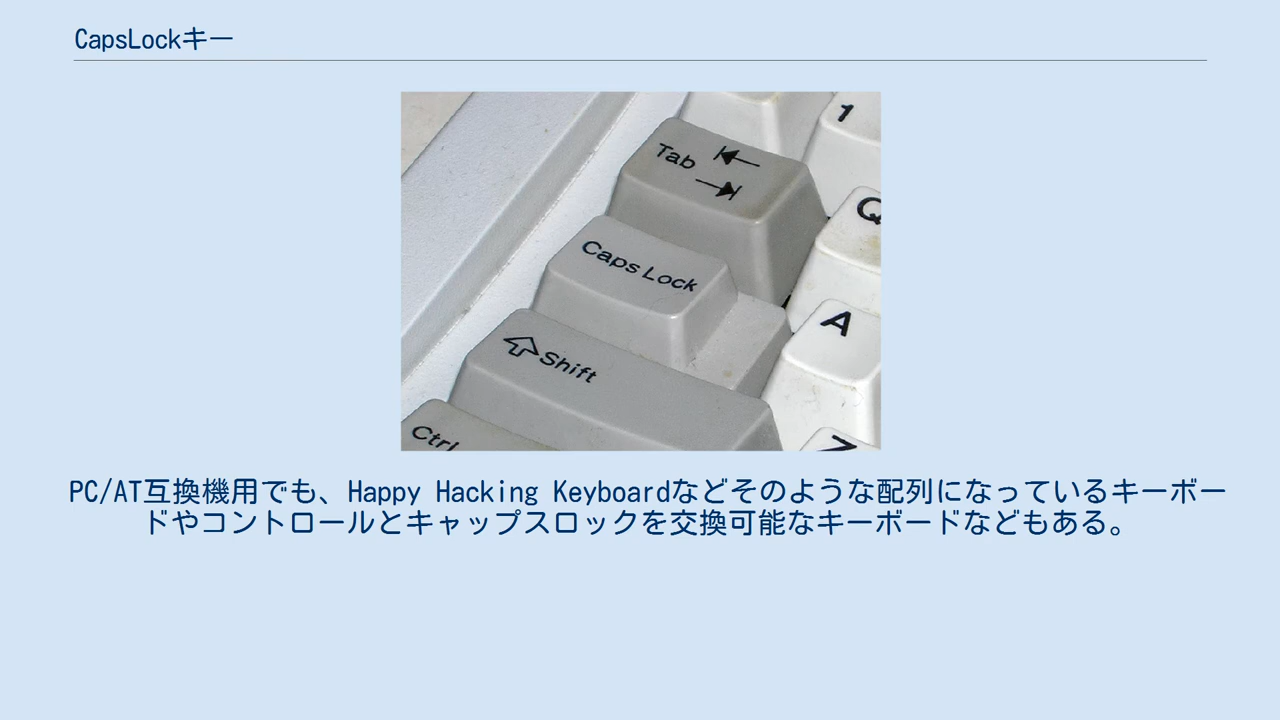 CapsLockキー
1
Tab
Q
Caps Lock
A
Shift
Ctrl
Z
PC/AT互換機用でも、Happy Hacking Keyboardなどそのような配列になっているキーボー
ドやコントロールとキャップスロックを交換可能なキーボードなどもある。